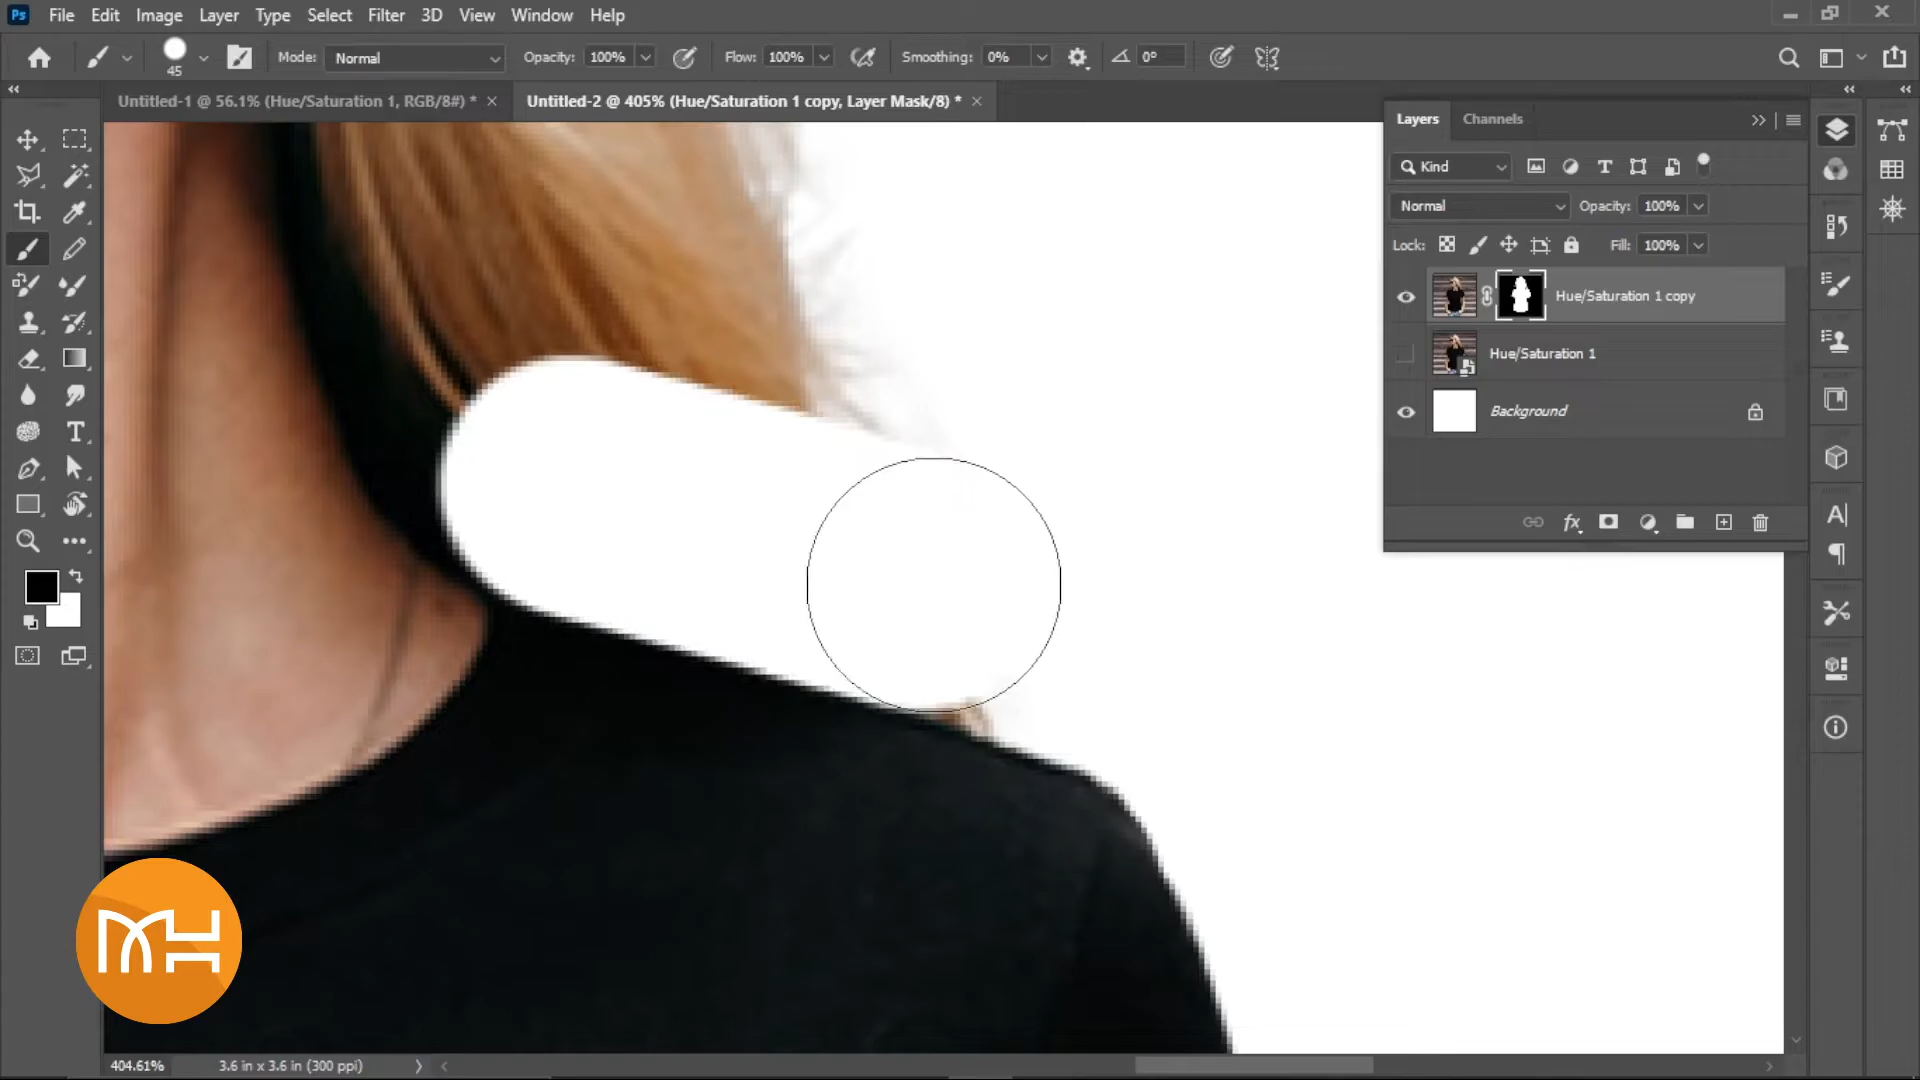 Ps File Edit Image Layer Type Select Filter 3D View Window Help
45 Mode: Normal Opacity: 100% Flow: 100% Smoothing: 0% 0°
Untitled-1 @ 56.1% (Hue/Saturation 1, RGB/8#) * Untitled-2 @ 405% (Hue/Saturation 1 copy, Layer Mask/8) *
Layers Channels
Kind
Normal Opacity: 100%
Lock: Fill: 100%
Hue/Saturation 1 copy
Hue/Saturation 1
Background
MH
404.61% 3.6 in x 3.6 in (300 ppi)